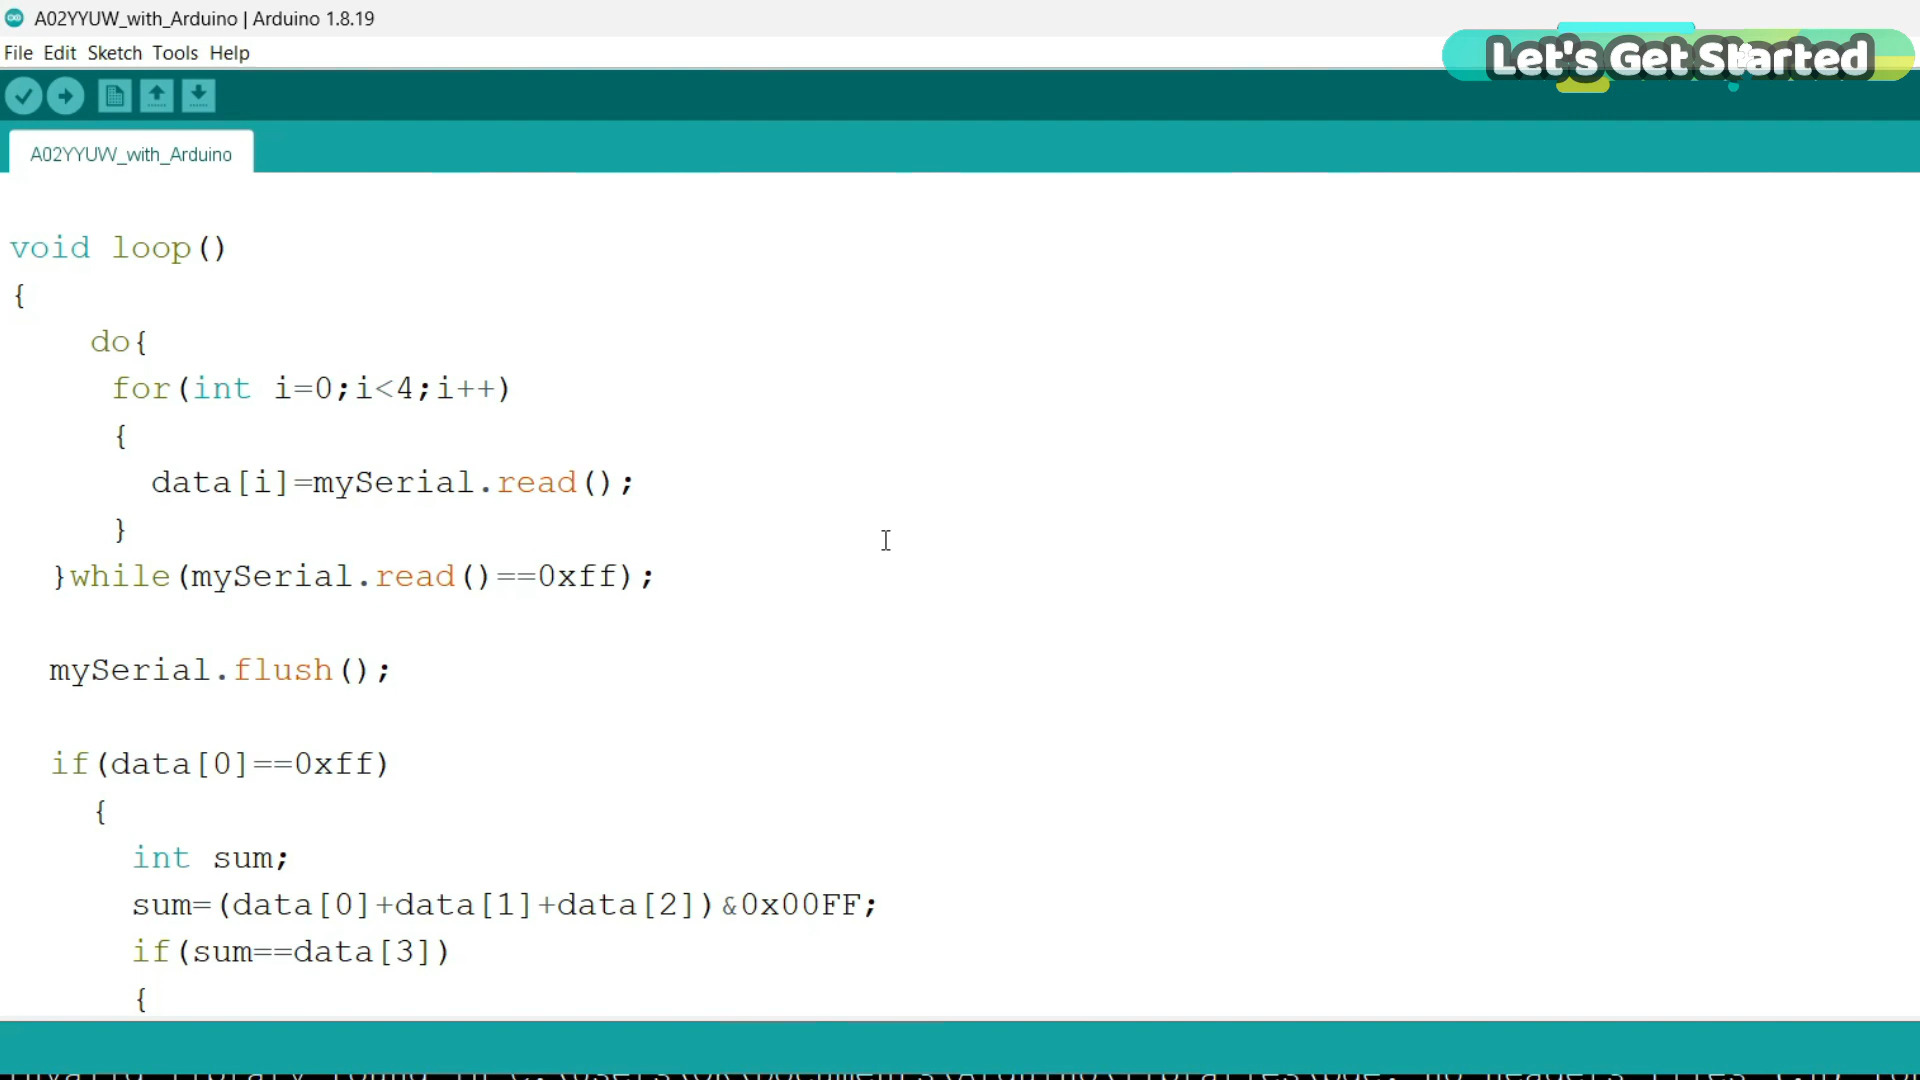 A02YYUW_with_Arduino | Arduino 1.8.19
File Edit Sketch Tools Help
Let's Get Started
A02YYUW_with_Arduino
void loop()
{
do{
for(int i=0;i<4;i++)
{
data[i]=mySerial.read();
}
}while(mySerial.read()==0xff);
mySerial.flush();
if(data[0]==0xff)
{
int sum;
sum=(data[0]+data[1]+data[2])&0x00FF;
if(sum==data[3])
{